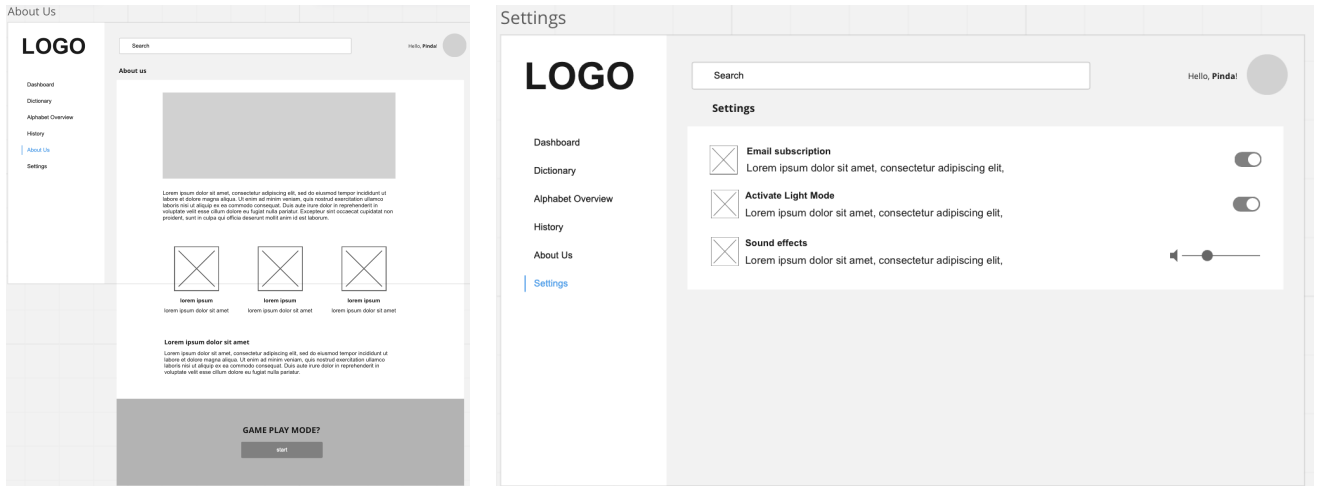 About Us
LOGO
Search
Hello, Pinda!
About us
Dashboard
Dictionary
Alphabet Overview
History
About Us
Settings
Lorem ipsum dolor sit amet, consectetur adipiscing elit, sed do eiusmod tempor incididunt ut
labore et dolore magna aliqua. Ut enim ad minim veniam, quis nostrud exercitation ullamco
laboris nisi ut aliquip ex ea commodo consequat. Duis aute irure dolor in reprehenderit in
voluptate velit esse cillum dolore eu fugiat nulla pariatur. Excepteur sint occaecat cupidatat non
proident, sunt in culpa qui officia deserunt mollit anim id est laborum.
lorem ipsum
lorem ipsum dolor sit amet
lorem ipsum
lorem ipsum dolor sit amet
lorem ipsum
lorem ipsum dolor sit amet
Lorem ipsum dolor sit amet
Lorem ipsum dolor sit amet, consectetur adipiscing elit, sed do eiusmod tempor incididunt ut
labore et dolore magna aliqua. Ut enim ad minim veniam, quis nostrud exercitation ullamco
laboris nisi ut aliquip ex ea commodo consequat. Duis aute irure dolor in reprehenderit in
voluptate velit esse cillum dolore eu fugiat nulla pariatur.
GAME PLAY MODE?
start
Settings
LOGO
Search
Hello, Pinda!
Settings
Dashboard
Dictionary
Alphabet Overview
History
About Us
Settings
Email subscription
Lorem ipsum dolor sit amet, consectetur adipiscing elit,
Activate Light Mode
Lorem ipsum dolor sit amet, consectetur adipiscing elit,
Sound effects
Lorem ipsum dolor sit amet, consectetur adipiscing elit,